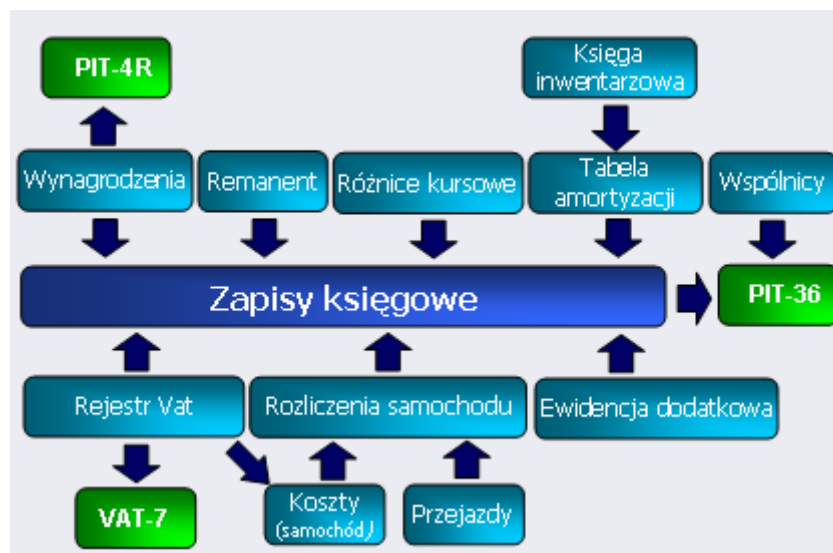 PIT-4R
Księga
inwentarzowa
Wynagrodzenia
Remanent
Różnice kursowe
Tabela
amortyzacji
Wspólnicy
Zapisy księgowe
PIT-36
Rejestr Vat
Rozliczenia samochodu
Ewidencja dodatkowa
VAT-7
Koszty
(samochód)
Przejazdy